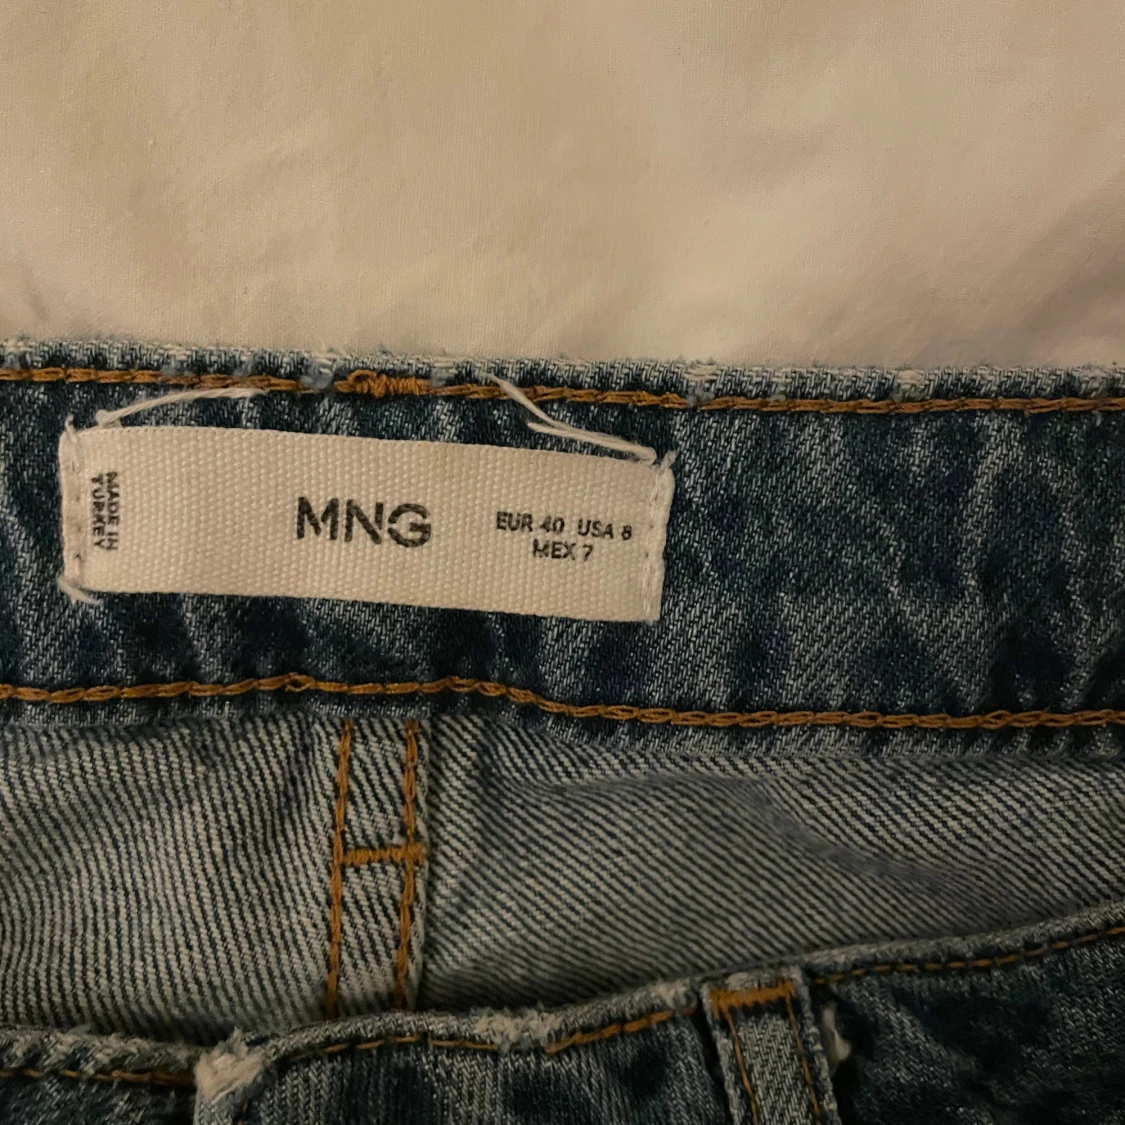 MADE IN
TURKEY
MNG
EUR 40 USA 8
MEX 7